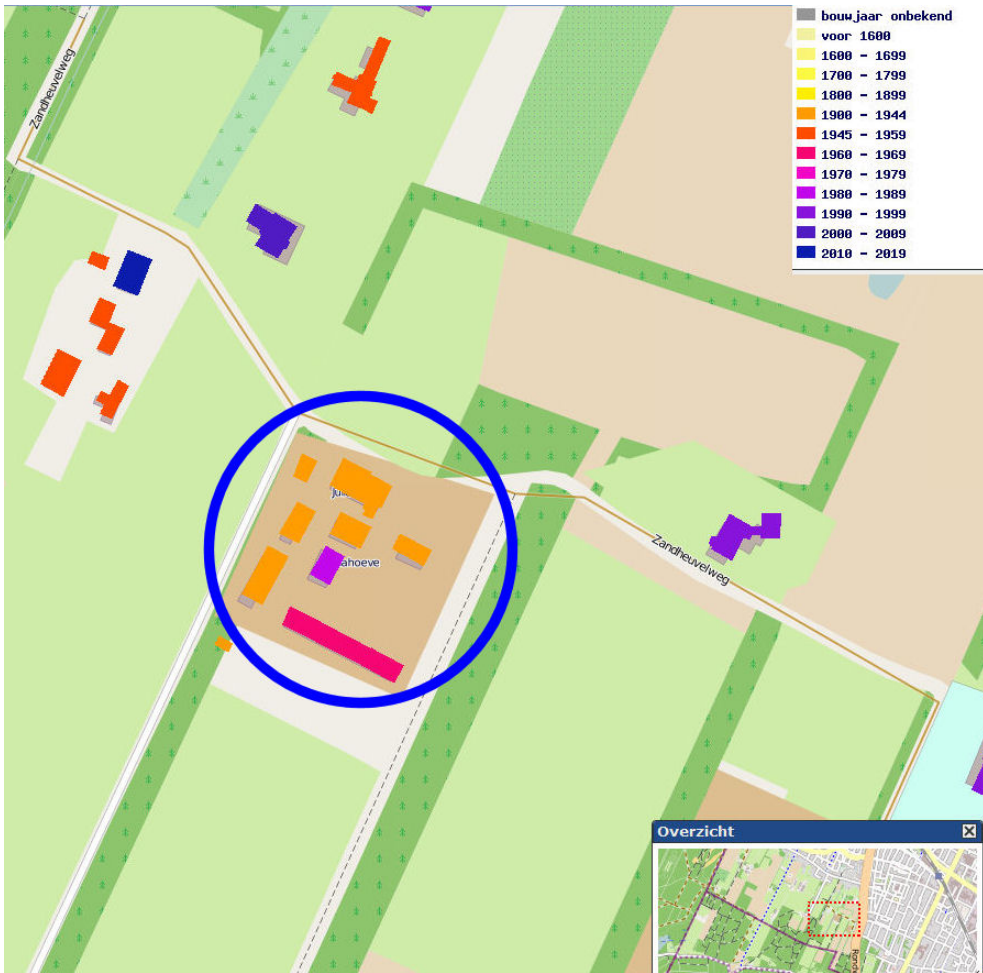 bouwjaar onbekend
voor 1600
1600 - 1699
1700 - 1799
1800 - 1899
1900 - 1944
1945 - 1959
1960 - 1969
1970 - 1979
1980 - 1989
1990 - 1999
2000 - 2009
2010 - 2019
Zandheuvelweg
ahoeve
Zandheuvelweg
Overzicht